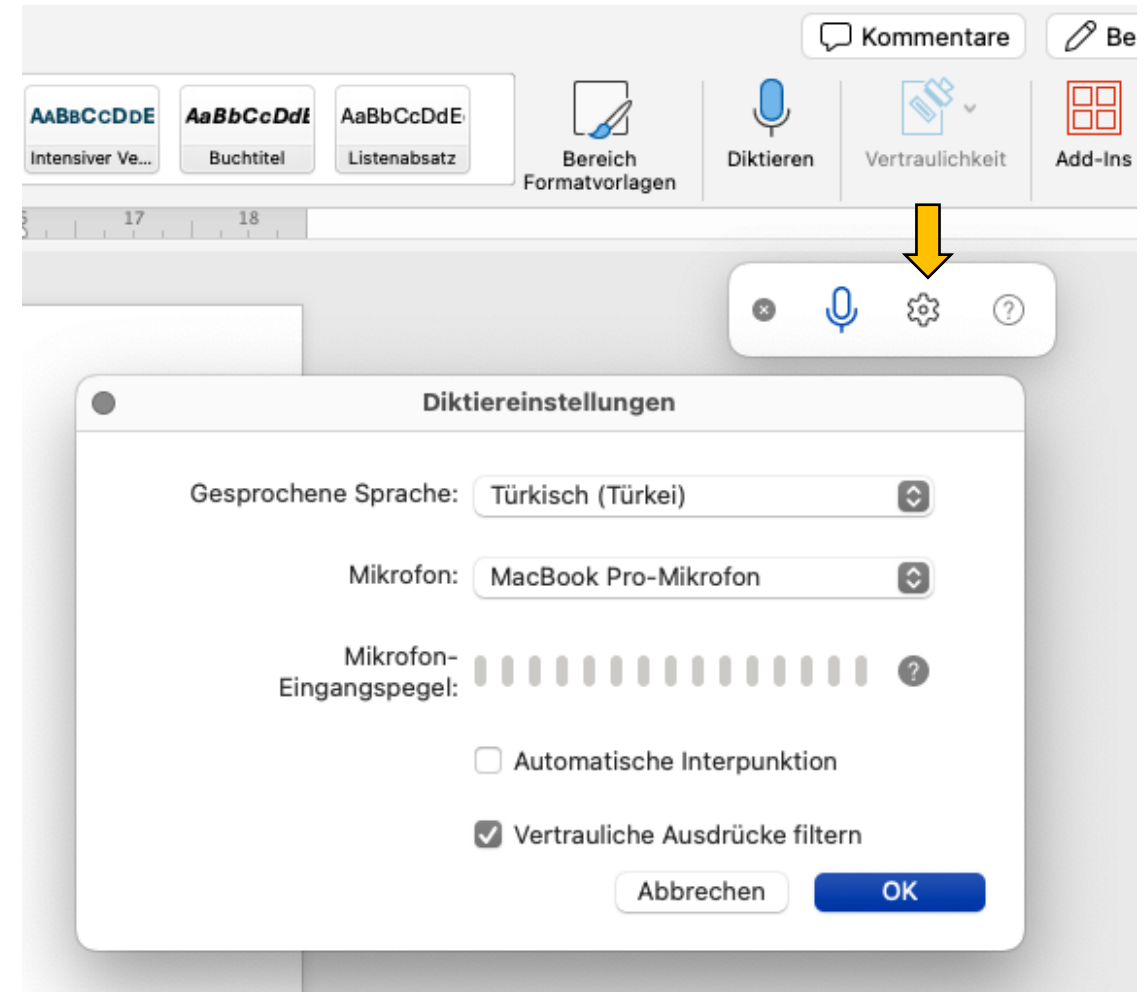 Kommentare
Be
AABBCCDDE
AaBbCcDdE
AaBbCcDdE
Intensiver Ve...
Buchtitel
Listenabsatz
Bereich
Formatvorlagen
Diktieren
Vertraulichkeit
Add-Ins
17 18
Diktiereinstellungen
Gesprochene Sprache: Türkisch (Türkei)
Mikrofon: MacBook Pro-Mikrofon
Mikrofon-
Eingangspegel:
?
Automatische Interpunktion
Vertrauliche Ausdrücke filtern
Abbrechen OK